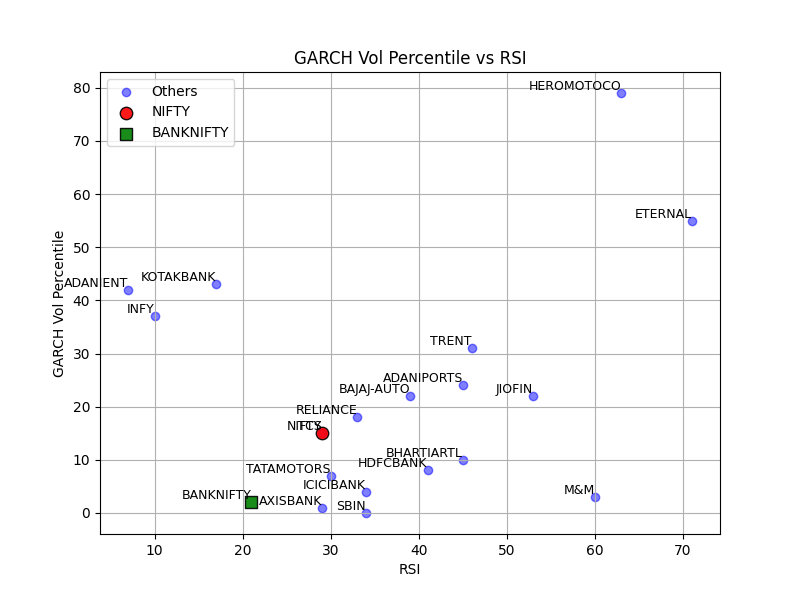 GARCH Vol Percentile vs RSI
Others
NIFTY
BANKNIFTY
HEROMOTOCO
ETERNAL
KOTAKBANK
ADANIENT
INFY
TRENT
ADANIPORTS
BAJAJ-AUTO
JIOFIN
RELIANCE
NIFTY
TCS
BHARTIARTL
HDFCBANK
TATAMOTORS
ICICIBANK
BANKNIFTY
AXISBANK
SBIN
M&M
GARCH Vol Percentile
80
70
60
50
40
30
20
10
0
10 20 30 40 50 60 70
RSI